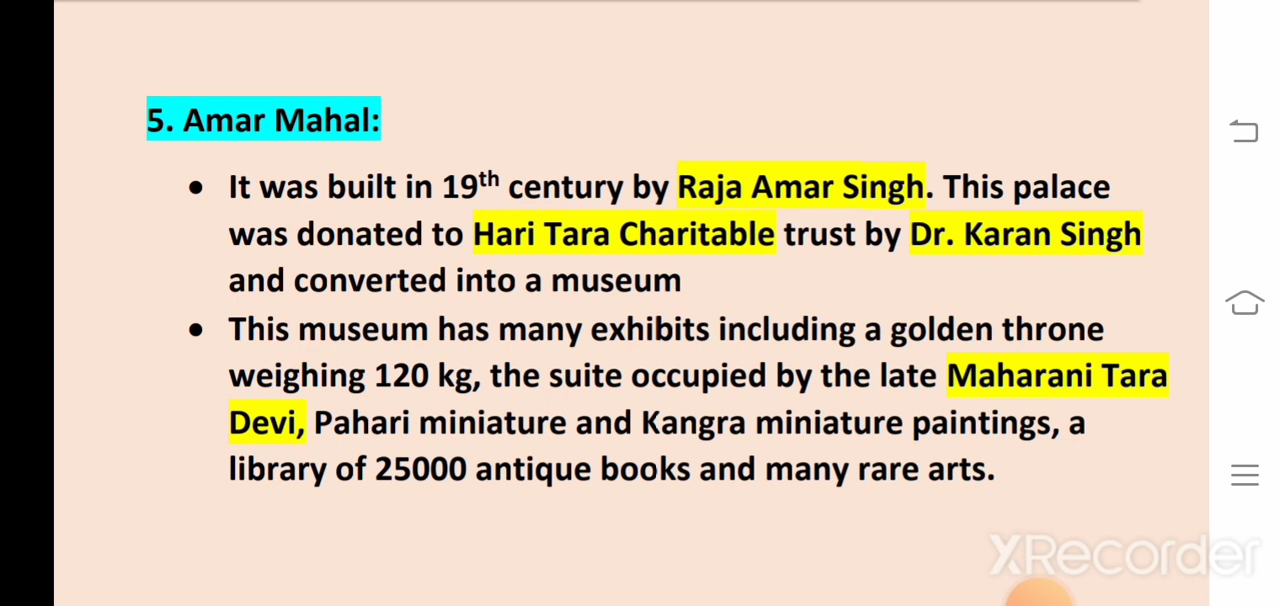 5. Amar Mahal:
• It was built in 19th century by Raja Amar Singh. This palace
was donated to Hari Tara Charitable trust by Dr. Karan Singh
and converted into a museum
• This museum has many exhibits including a golden throne
weighing 120 kg, the suite occupied by the late Maharani Tara
Devi, Pahari miniature and Kangra miniature paintings, a
library of 25000 antique books and many rare arts.
XRecorder